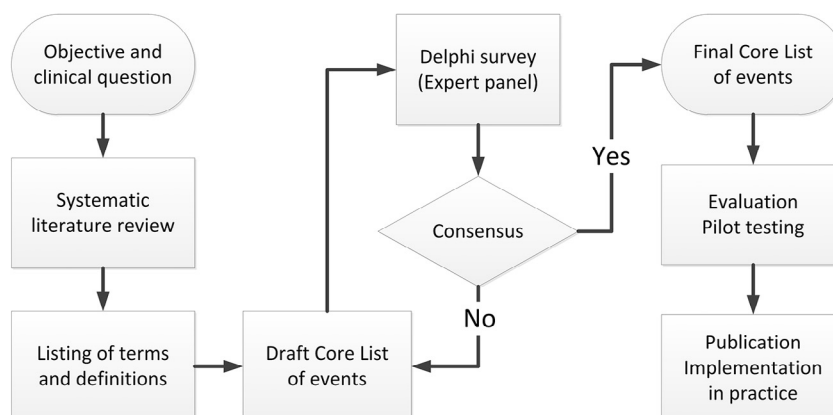 Objective and
clinical question
Systematic
literature review
Listing of terms
and definitions
Draft Core List
of events
Delphi survey
(Expert panel)
Consensus
No
Yes
Final Core List
of events
Evaluation
Pilot testing
Publication
Implementation
in practice